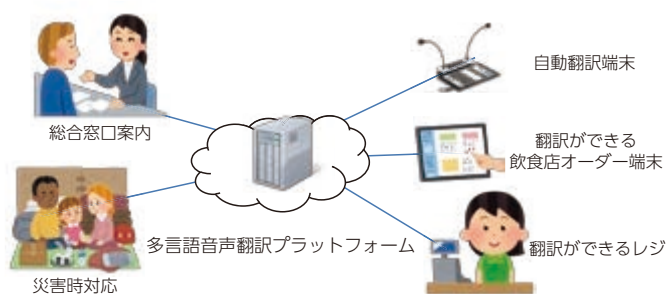 自動翻訳端末
総合窓口案内
翻訳ができる
飲食店オーダー端末
多言語音声翻訳プラットフォーム
翻訳ができるレジ
災害時対応